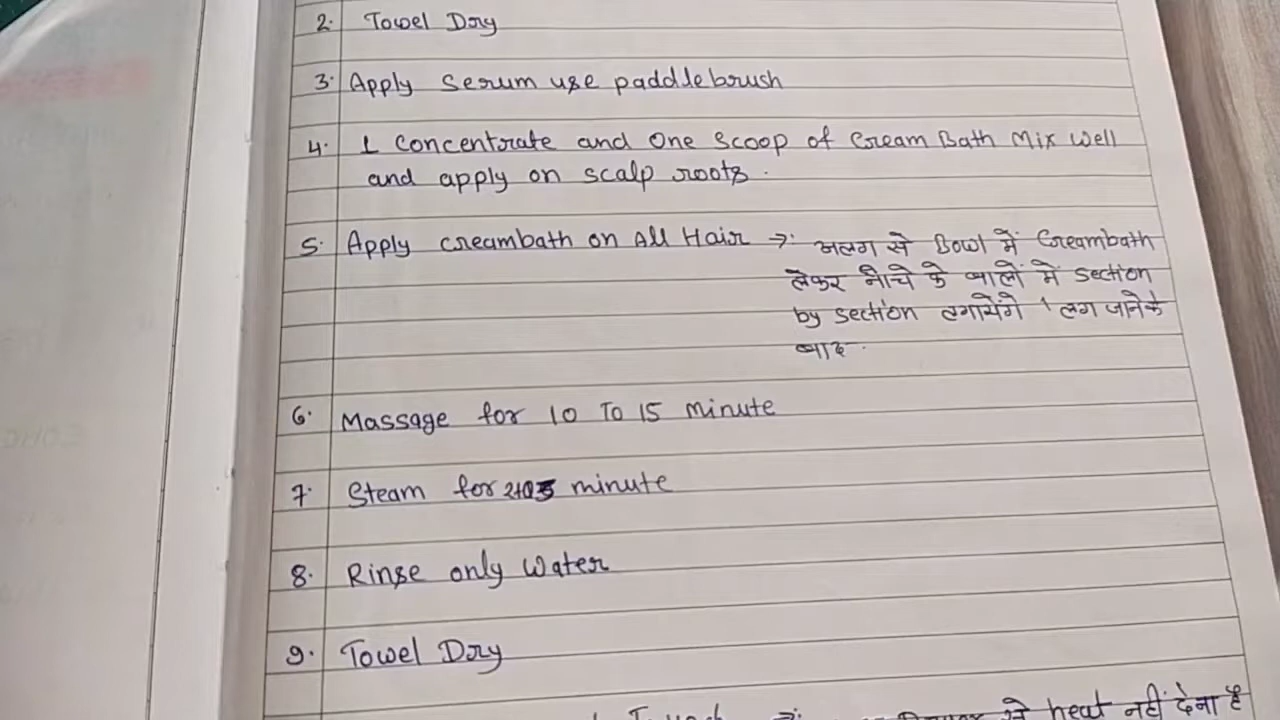 2. Towel Dry
3. Apply Serum use paddlebrush
4. 1 Concentrate and One Scoop of Cream Bath Mix well
and apply on scalp roots.
5. Apply creambath on All Hair →: अलग से Bowl में Creambath
लेकर नीचे के बालों में section
by section लगायेंगे। लग जाने के
बाद.
6. Massage for 10 To 15 minute
7. Steam for minute
8. Rinse only water
9. Towel Dry
→: से heat नहीं देना है